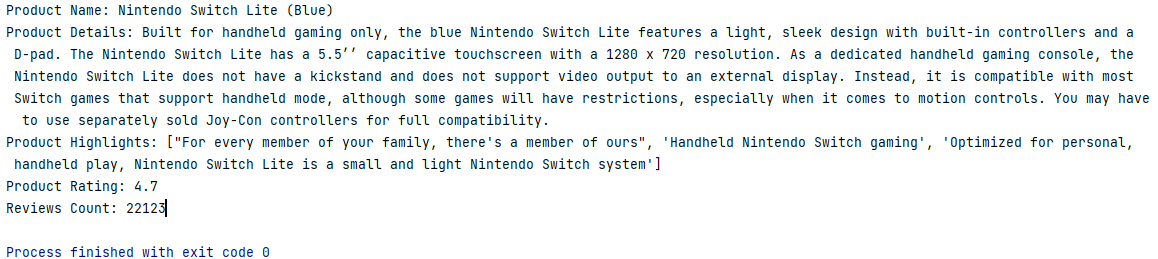 Product Name: Nintendo Switch Lite (Blue)
Product Details: Built for handheld gaming only, the blue Nintendo Switch Lite features a light, sleek design with built-in controllers and a
D-pad. The Nintendo Switch Lite has a 5.5’’ capacitive touchscreen with a 1280 x 720 resolution. As a dedicated handheld gaming console, the
Nintendo Switch Lite does not have a kickstand and does not support video output to an external display. Instead, it is compatible with most
Switch games that support handheld mode, although some games will have restrictions, especially when it comes to motion controls. You may have
to use separately sold Joy-Con controllers for full compatibility.
Product Highlights: ["For every member of your family, there's a member of ours", 'Handheld Nintendo Switch gaming', 'Optimized for personal,
handheld play, Nintendo Switch Lite is a small and light Nintendo Switch system']
Product Rating: 4.7
Reviews Count: 22123
Process finished with exit code 0